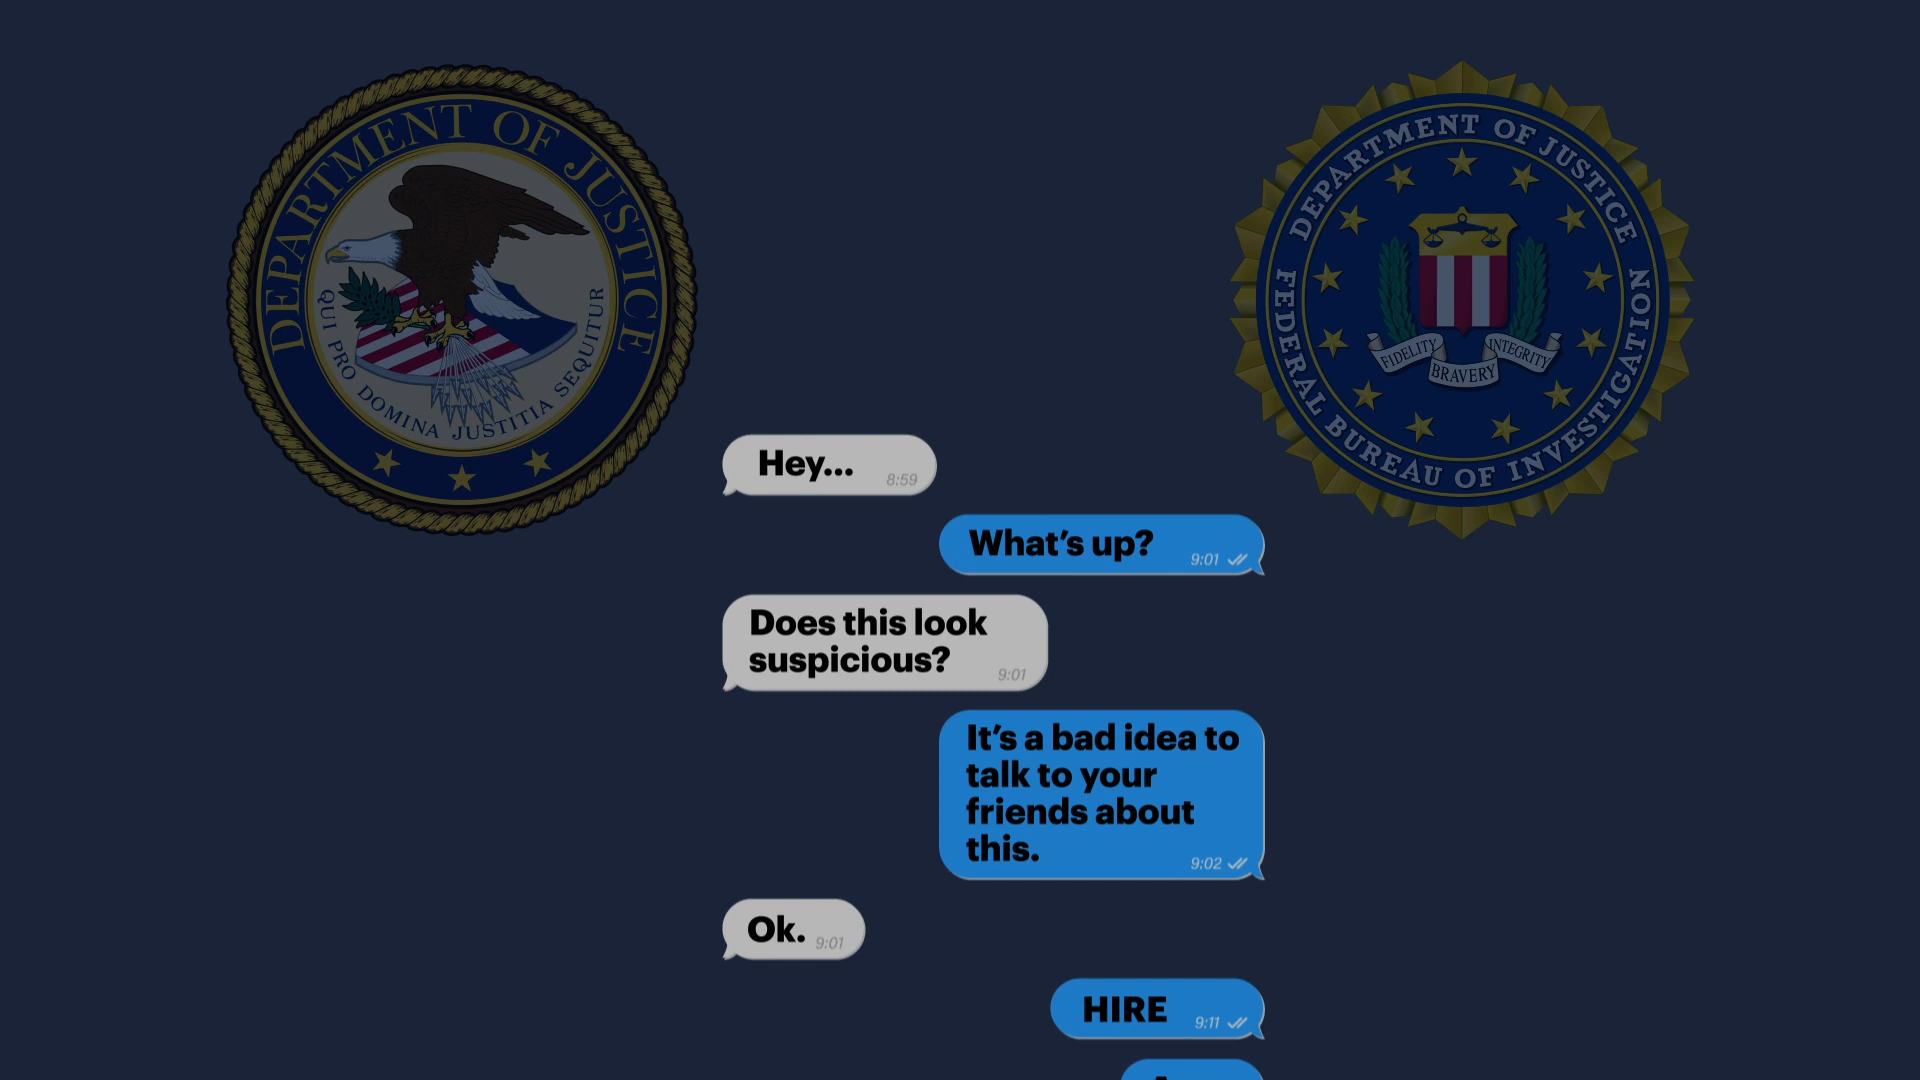 DEPARTMENT OF JUSTICE
QUI PRO DOMINA JUSTITIA SEQUITUR
DEPARTMENT OF JUSTICE
FEDERAL BUREAU OF INVESTIGATION
FIDELITY
BRAVERY
INTEGRITY
Hey...
8:59
What's up?
9:01
Does this look
suspicious?
9:01
It's a bad idea to
talk to your
friends about
this.
9:02
Ok.
9:01
HIRE
9:11